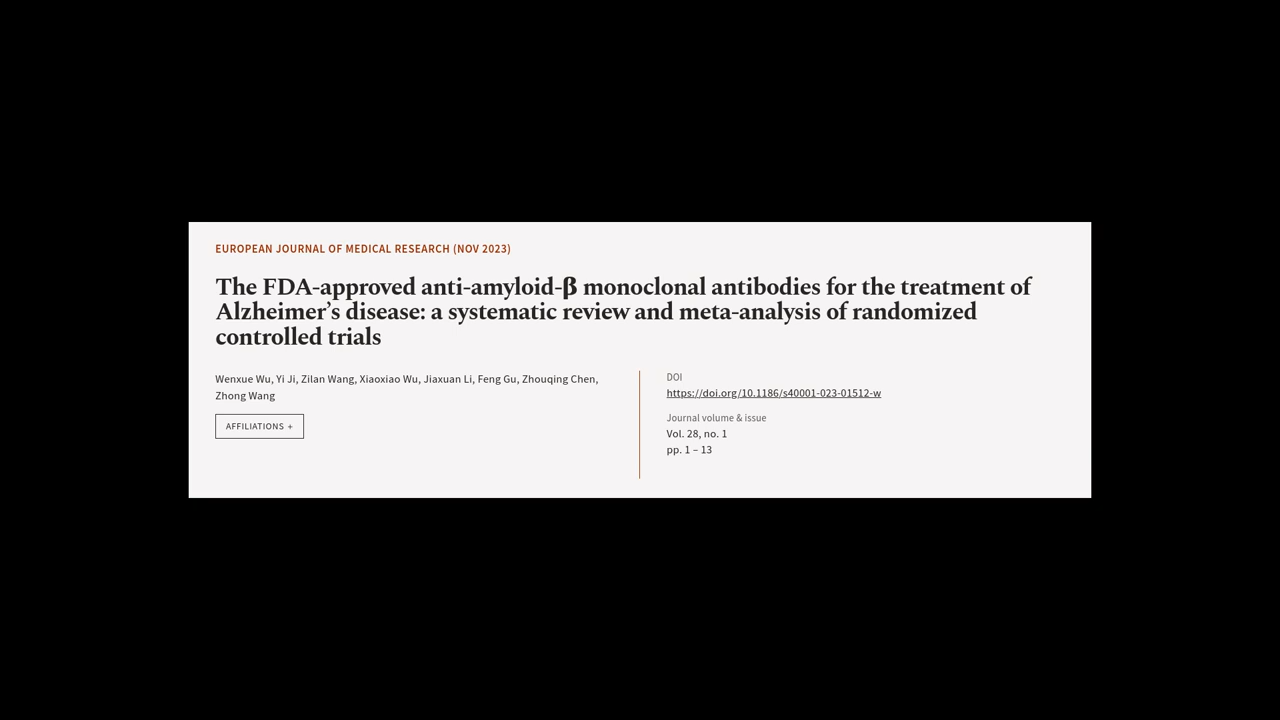 EUROPEAN JOURNAL OF MEDICAL RESEARCH (NOV 2023)
The FDA-approved anti-amyloid-β monoclonal antibodies for the treatment of
Alzheimer’s disease: a systematic review and meta-analysis of randomized
controlled trials
Wenxue Wu, Yi Ji, Zilan Wang, Xiaoxiao Wu, Jiaxuan Li, Feng Gu, Zhouqing Chen,
Zhong Wang
AFFILIATIONS +
DOI
https://doi.org/10.1186/s40001-023-01512-w
Journal volume & issue
Vol. 28, no. 1
pp. 1 – 13